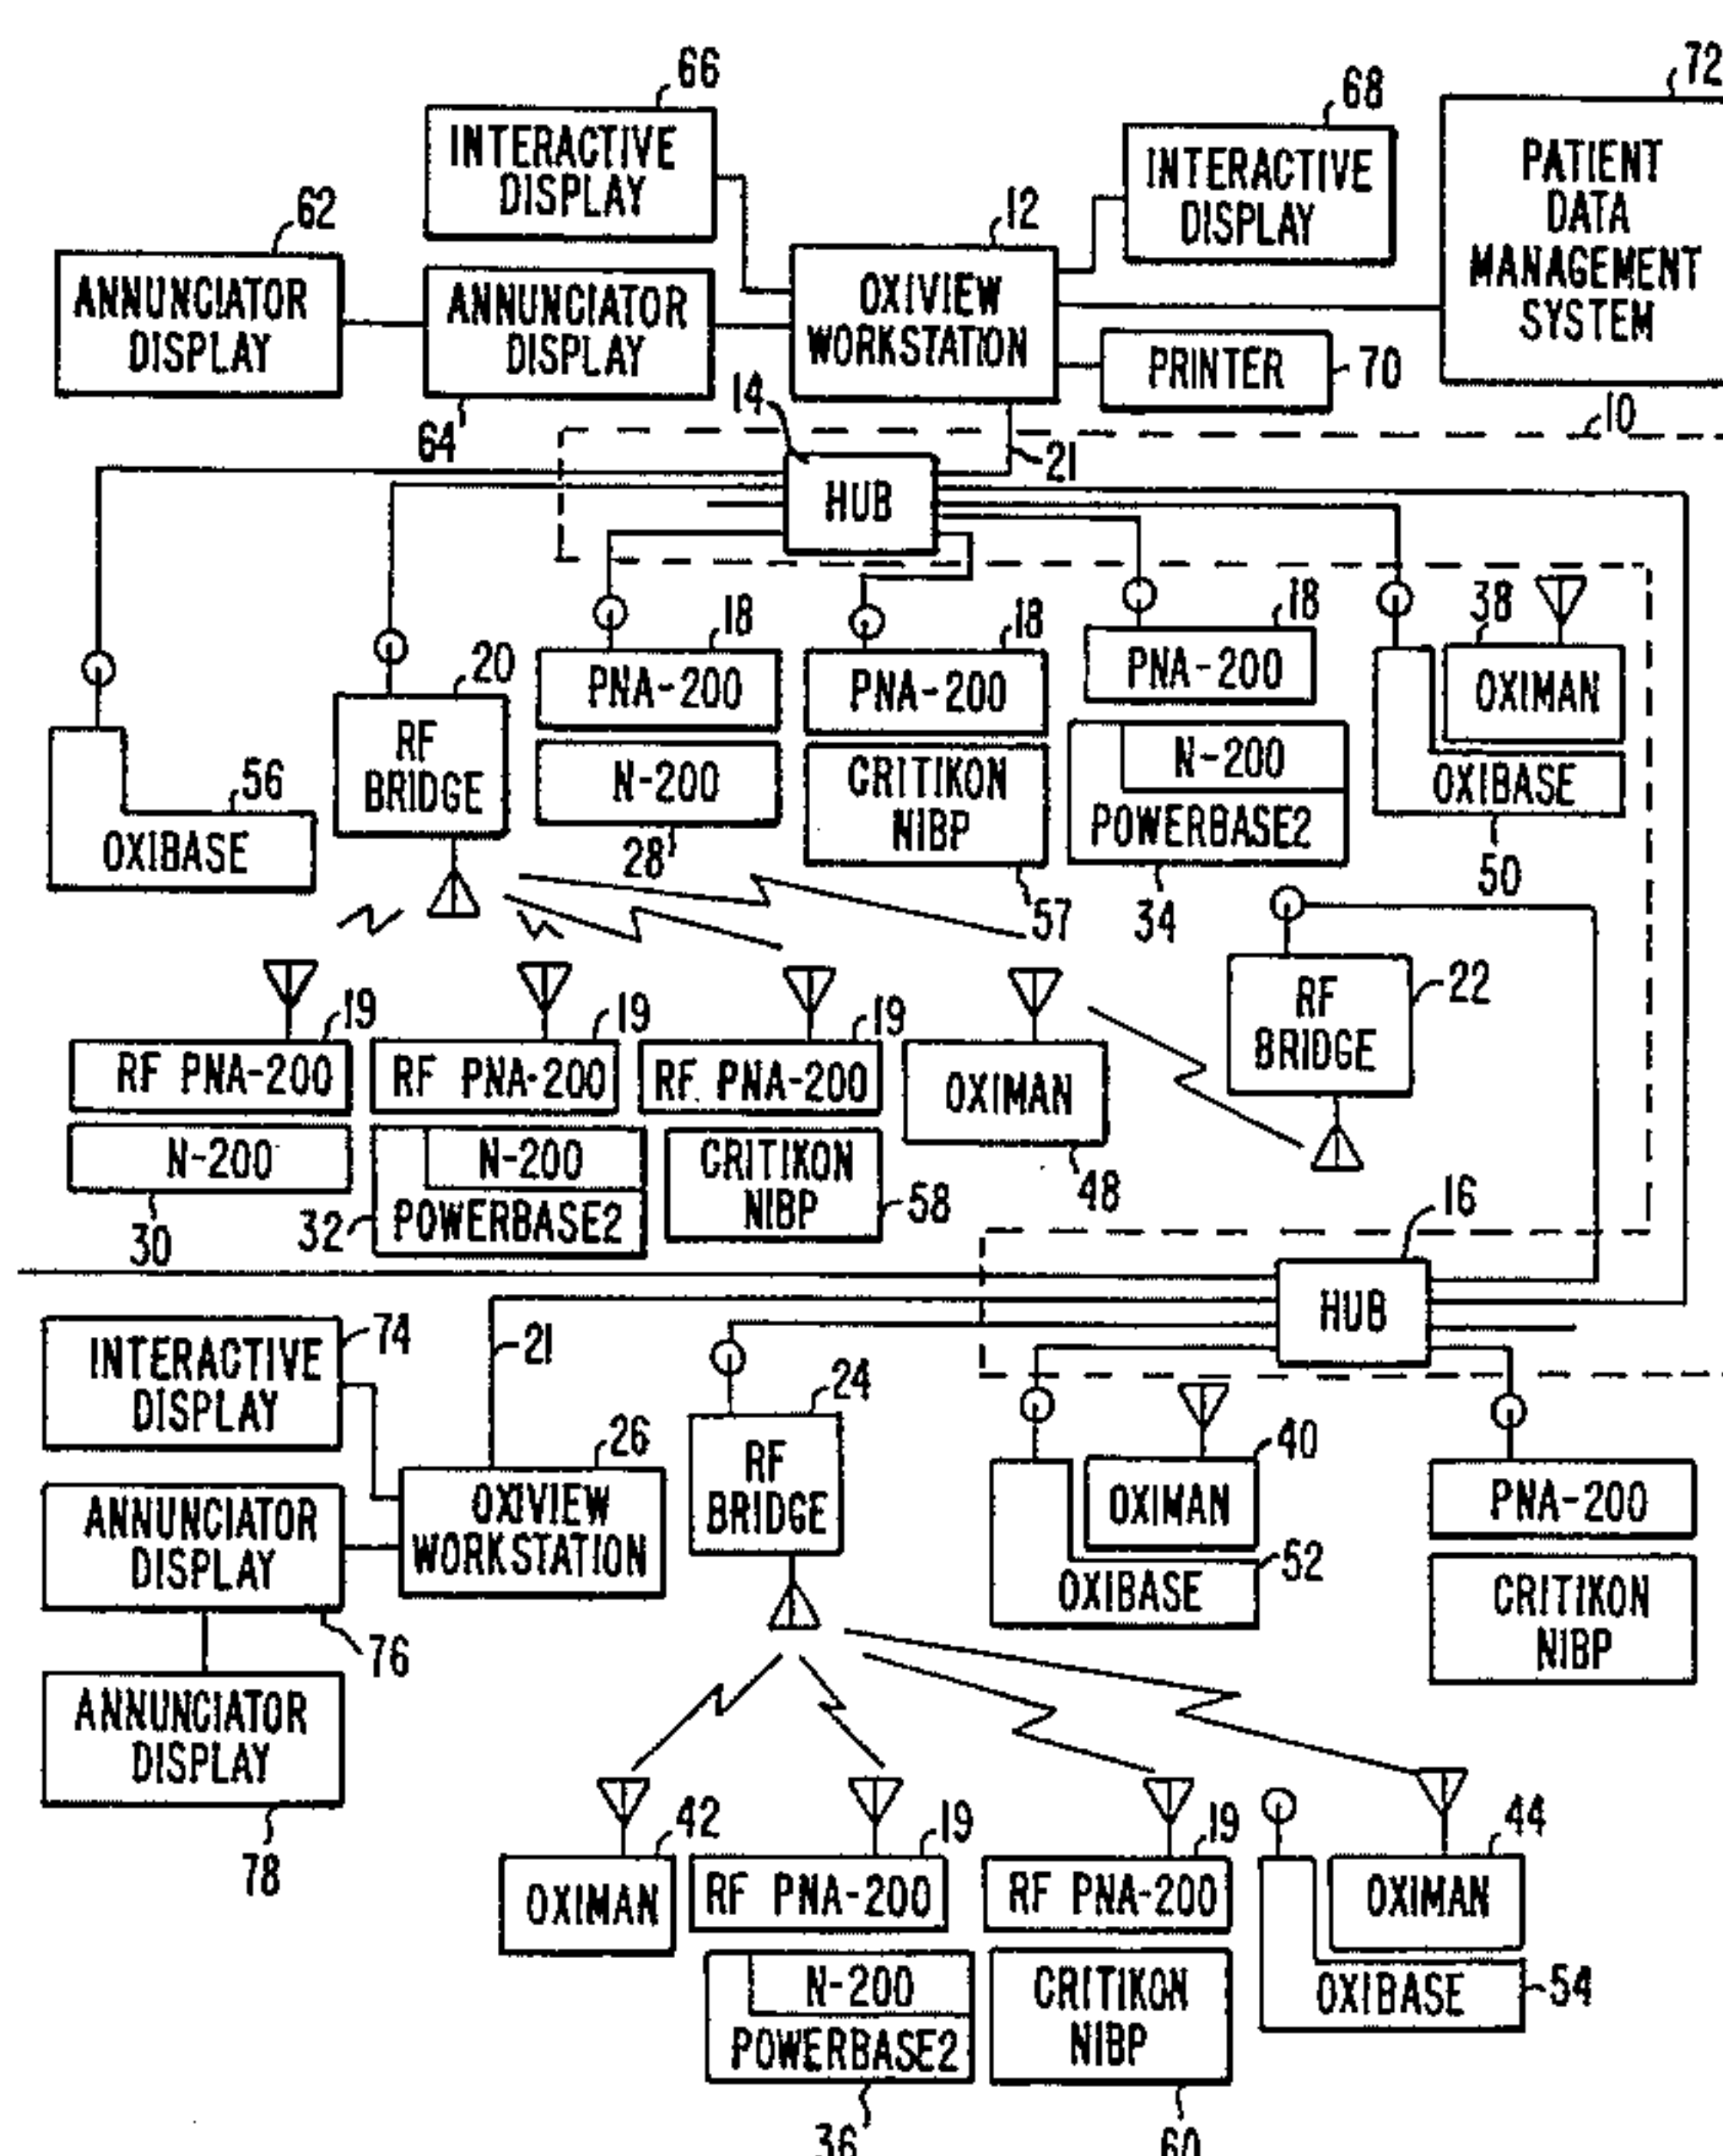 66
INTERACTIVE
DISPLAY
68
INTERACTIVE
DISPLAY
72
PATIENT
DATA
MANAGEMENT
SYSTEM
62
ANNUNCIATOR
DISPLAY
ANNUNCIATOR
DISPLAY
64
12
OXIVIEW
WORKSTATION
PRINTER
70
10
14
HUB
21
56
OXIBASE
20
RF
BRIDGE
18
PNA-200
N-200
28
18
PNA-200
CRITIKON
NIBP
57
18
PNA-200
N-200
POWERBASE2
34
38
OXIMAN
OXIBASE
50
19
RF PNA-200
N-200
30
19
RF PNA-200
N-200
POWERBASE2
32
19
RF PNA-200
CRITIKON
NIBP
58
OXIMAN
48
RF
BRIDGE
22
16
HUB
74
INTERACTIVE
DISPLAY
21
ANNUNCIATOR
DISPLAY
76
ANNUNCIATOR
DISPLAY
78
26
OXIVIEW
WORKSTATION
24
RF
BRIDGE
40
OXIMAN
52
OXIBASE
PNA-200
CRITIKON
NIBP
42
OXIMAN
19
RF PNA-200
N-200
POWERBASE2
36
19
RF PNA-200
CRITIKON
NIBP
60
44
OXIMAN
OXIBASE
54